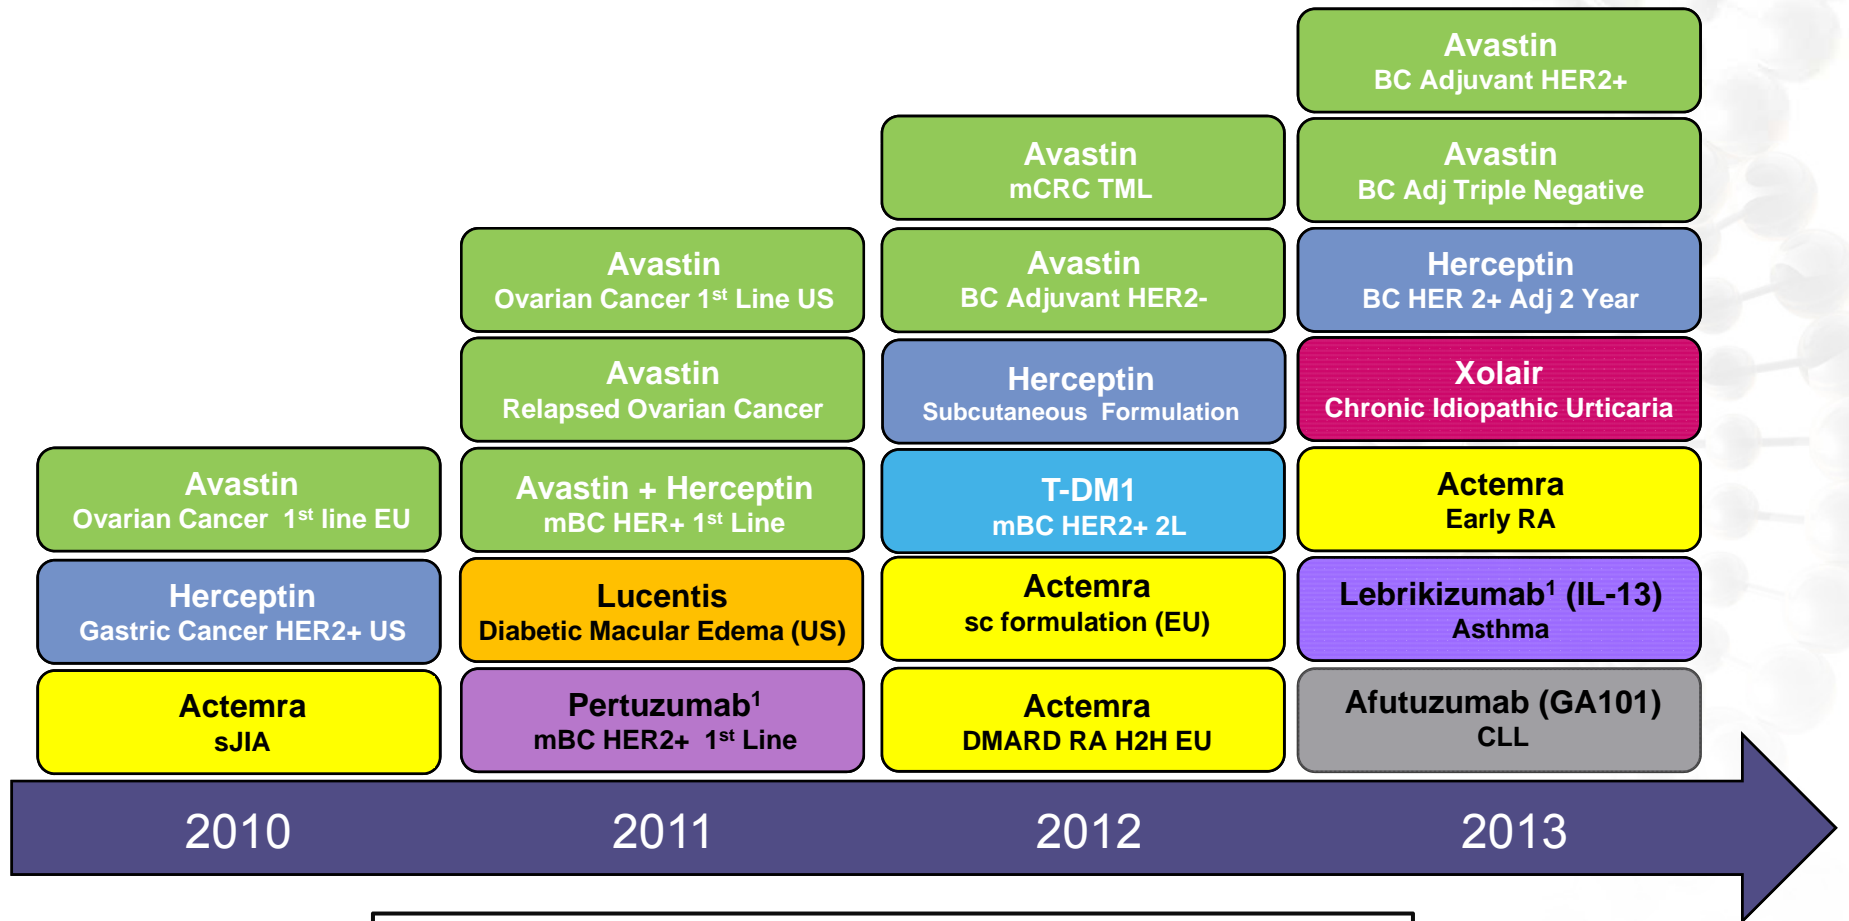 Avastin
Ovarian Cancer 1st line EU
Herceptin
Gastric Cancer HER2+ US
Actemra
sJIA
Avastin
Ovarian Cancer 1st Line US
Avastin
Relapsed Ovarian Cancer
Avastin + Herceptin
mBC HER+ 1st Line
Lucentis
Diabetic Macular Edema (US)
Pertuzumab1
mBC HER2+ 1st Line
Avastin
mCRC TML
Avastin
BC Adjuvant HER2-
Herceptin
Subcutaneous Formulation
T-DM1
mBC HER2+ 2L
Actemra
sc formulation (EU)
Actemra
DMARD RA H2H EU
Avastin
BC Adjuvant HER2+
Avastin
BC Adj Triple Negative
Herceptin
BC HER 2+ Adj 2 Year
Xolair
Chronic Idiopathic Urticaria
Actemra
Early RA
Lebrikizumab1 (IL-13)
Asthma
Afutuzumab (GA101)
CLL
2010
2011
2012
2013